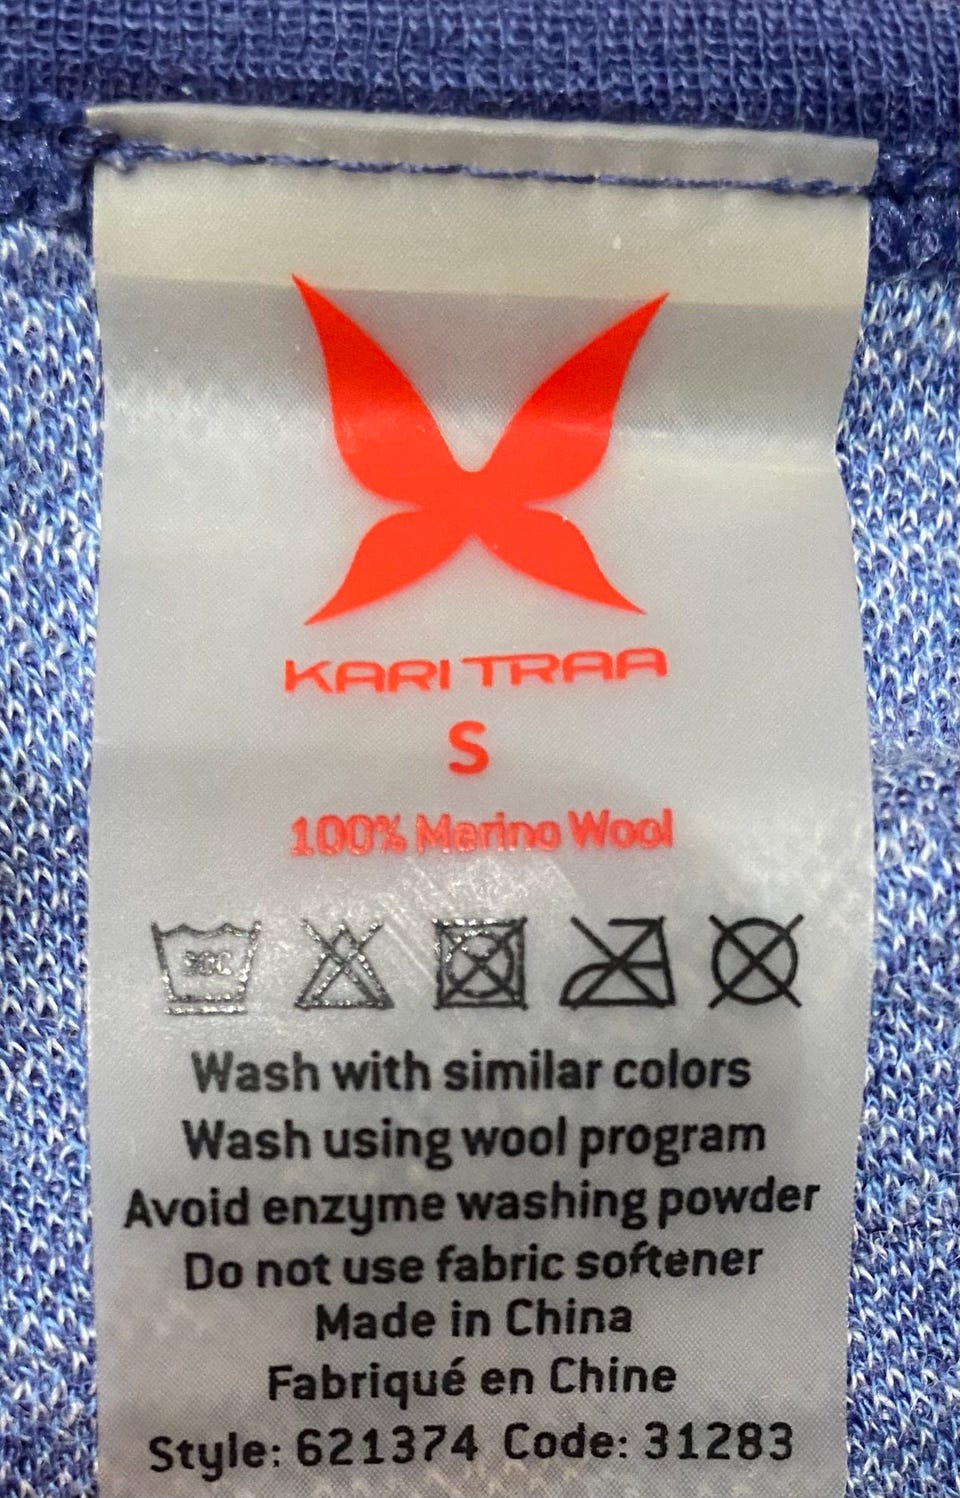 KARI TRAA
S
100% Merino Wool
30C
Wash with similar colors
Wash using wool program
Avoid enzyme washing powder
Do not use fabric softener
Made in China
Fabriqué en Chine
Style: 621374 Code: 31283